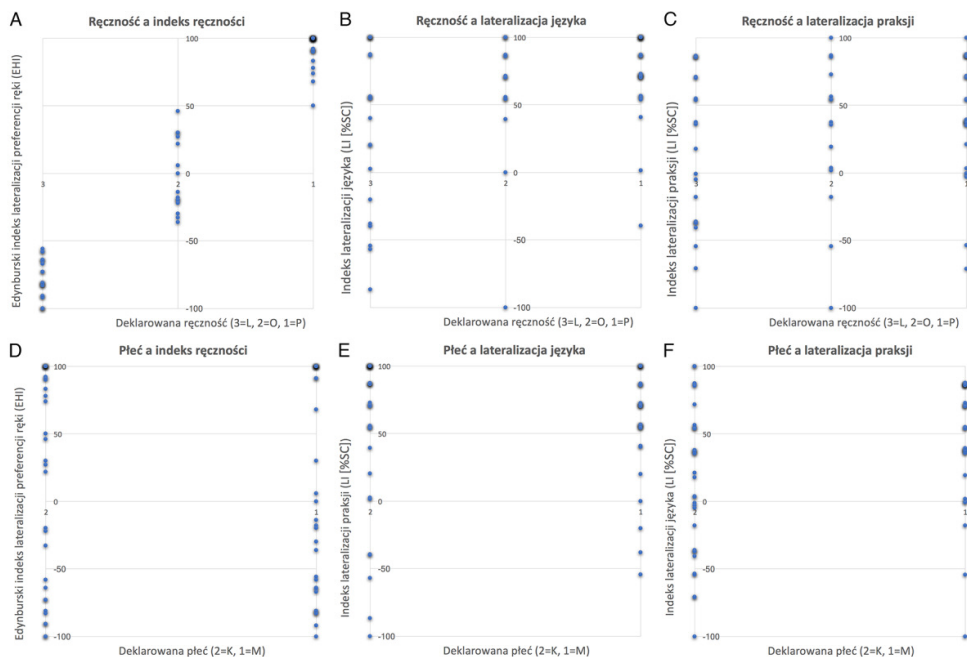 A
Ręczność a indeks ręczności
Edynburski indeks lateralizacji preferencji ręki (EHI)
100
50
0
3
2
1
-50
-100
Deklarowana ręczność (3=L, 2=O, 1=P)
B
Ręczność a lateralizacja języka
Indeks lateralizacji języka (LI [%SC])
100
50
0
3
2
1
-50
-100
Deklarowana ręczność (3=L, 2=O, 1=P)
C
Ręczność a lateralizacja praksji
Indeks lateralizacji praksji (LI [%SC])
100
50
0
3
2
1
-50
-100
Deklarowana ręczność (3=L, 2=O, 1=P)
D
Płeć a indeks ręczności
Edynburski indeks lateralizacji preferencji ręki (EHI)
100
50
0
2
1
-50
-100
Deklarowana płeć (2=K, 1=M)
E
Płeć a lateralizacja języka
Indeks lateralizacji praksji (LI [%SC])
100
50
0
2
1
-50
-100
Deklarowana płeć (2=K, 1=M)
F
Płeć a lateralizacja praksji
Indeks lateralizacji języka (LI [%SC])
100
50
0
2
1
-50
-100
Deklarowana płeć (2=K, 1=M)